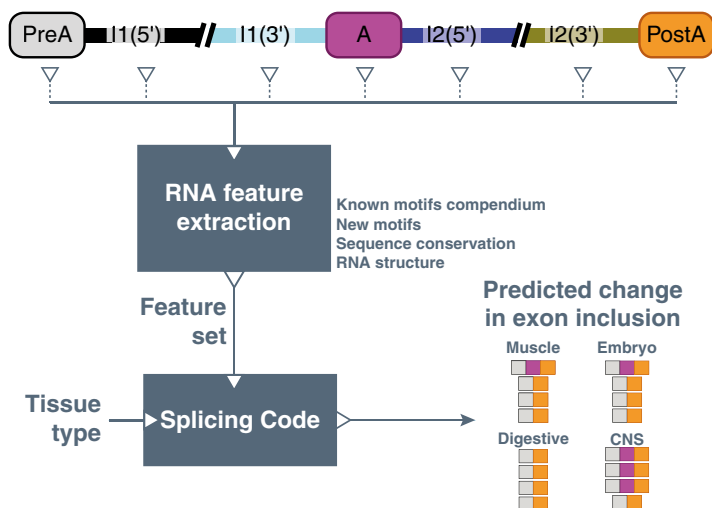 PreA I1(5') I1(3') A I2(5') I2(3') PostA
RNA feature
extraction
Known motifs compendium
New motifs
Sequence conservation
RNA structure
Feature
set
Predicted change
in exon inclusion
Muscle Embryo
Tissue
type
Splicing Code
Digestive CNS